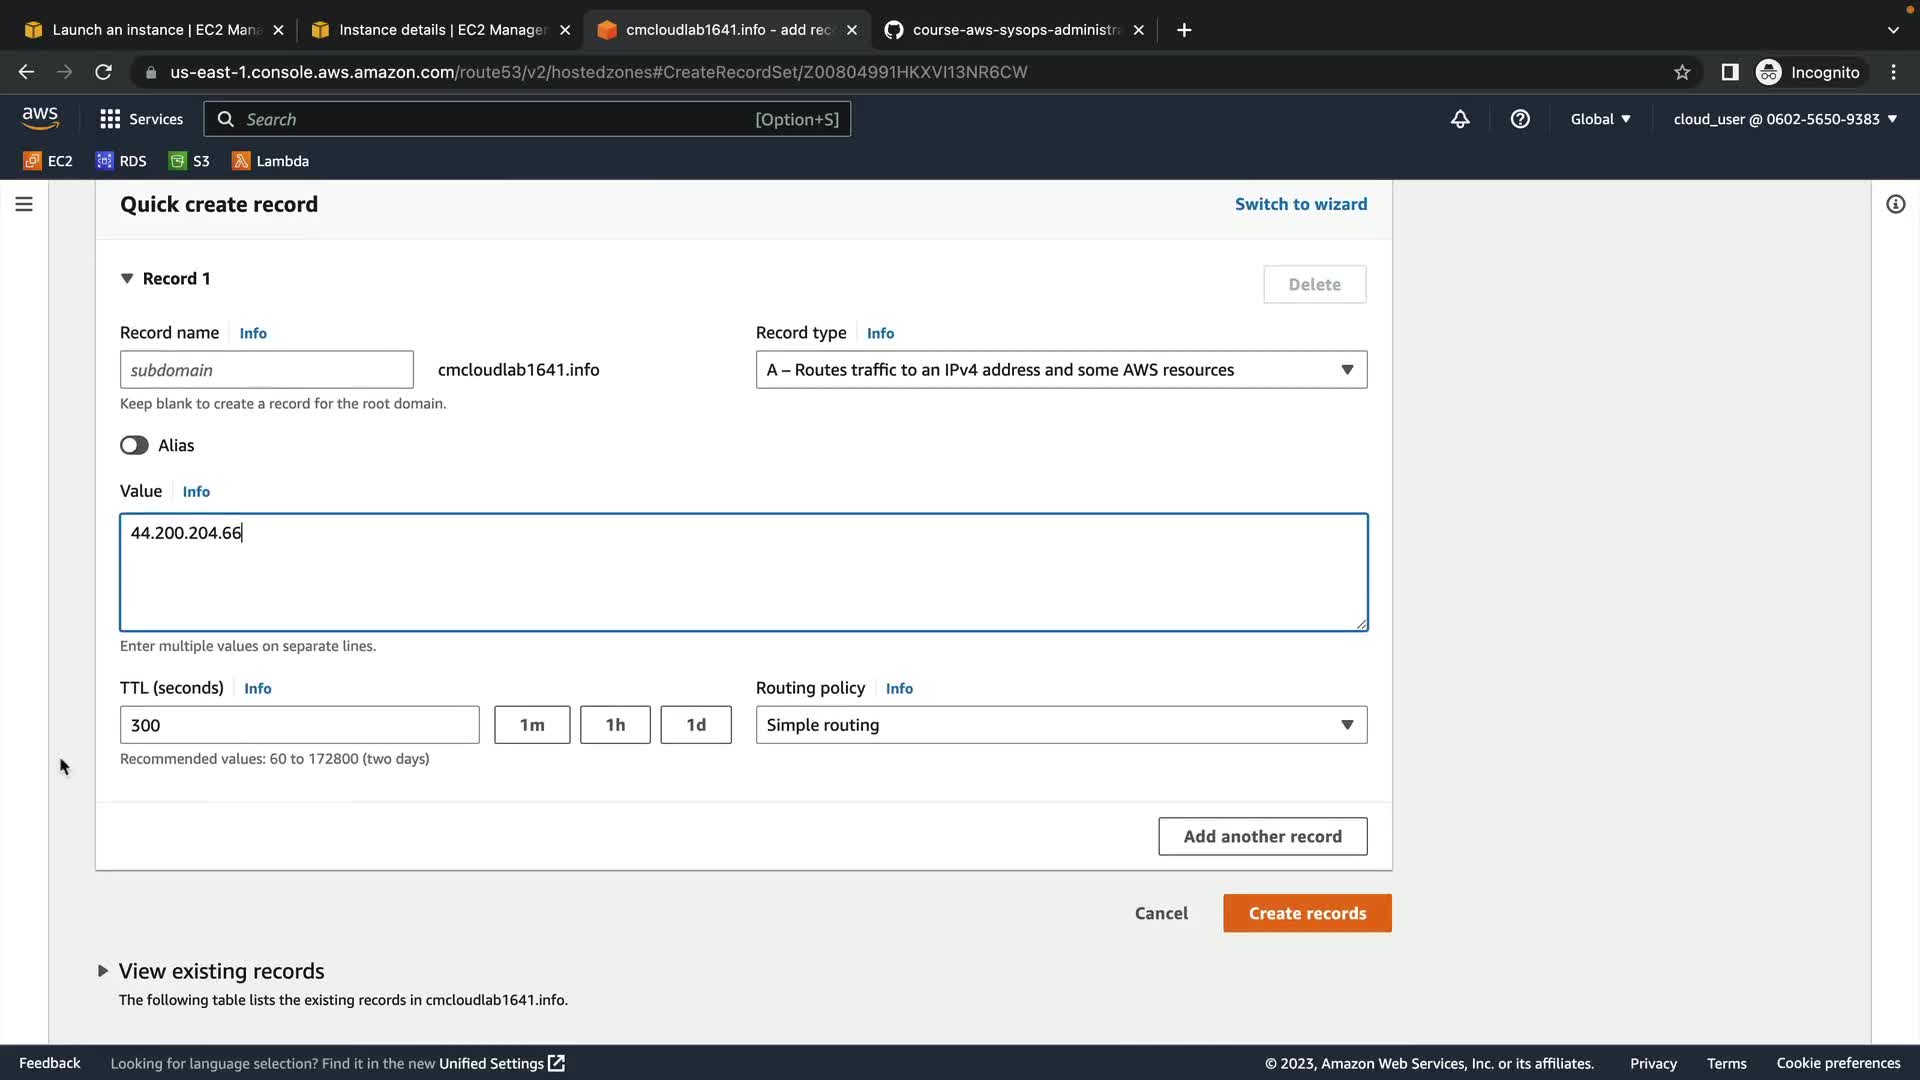 Launch an instance | EC2 Mana
Instance details | EC2 Manager
cmcloudlab1641.info - add reco
course-aws-sysops-administra
us-east-1.console.aws.amazon.com/route53/v2/hostedzones#CreateRecordSet/Z00804991HKXVI13NR6CW
Incognito
aws
Services
Search
[Option+S]
Global
cloud_user @ 0602-5650-9383
EC2
RDS
S3
Lambda
Quick create record
Switch to wizard
Record 1
Delete
Record name Info
Record type Info
subdomain
cmcloudlab1641.info
A – Routes traffic to an IPv4 address and some AWS resources
Keep blank to create a record for the root domain.
Alias
Value Info
44.200.204.66
Enter multiple values on separate lines.
TTL (seconds) Info
Routing policy Info
300
1m
1h
1d
Simple routing
Recommended values: 60 to 172800 (two days)
Add another record
Cancel
Create records
View existing records
The following table lists the existing records in cmcloudlab1641.info.
Feedback
Looking for language selection? Find it in the new Unified Settings
© 2023, Amazon Web Services, Inc. or its affiliates.
Privacy
Terms
Cookie preferences